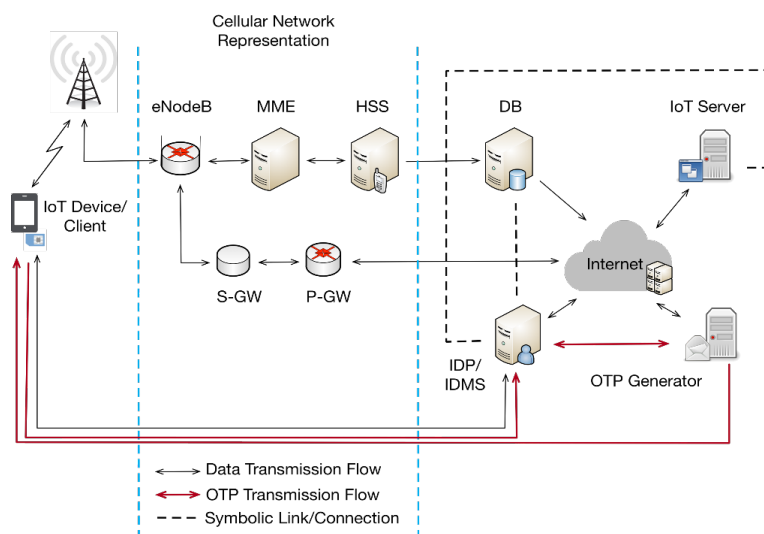 Cellular Network
Representation
eNodeB
MME
HSS
DB
IoT Server
IoT Device/
Client
Internet
S-GW
P-GW
IDP/
IDMS
OTP Generator
Data Transmission Flow
OTP Transmission Flow
Symbolic Link/Connection